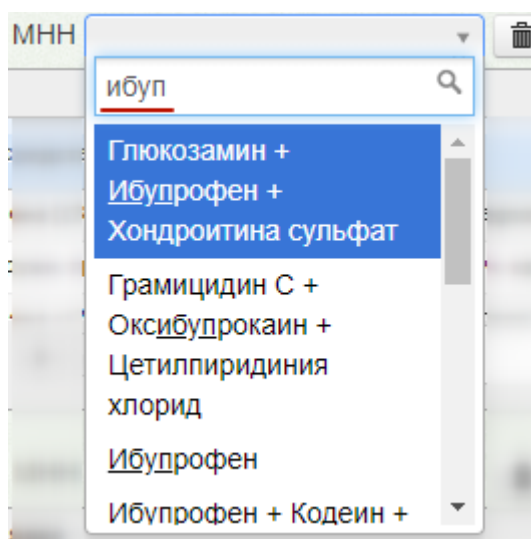 МНН
ибуп
Глюкозамин +
Ибупрофен +
Хондроитина сульфат
Грамицидин С +
Оксибупрокаин +
Цетилпиридиния
хлорид
Ибупрофен
Ибупрофен + Кодеин +